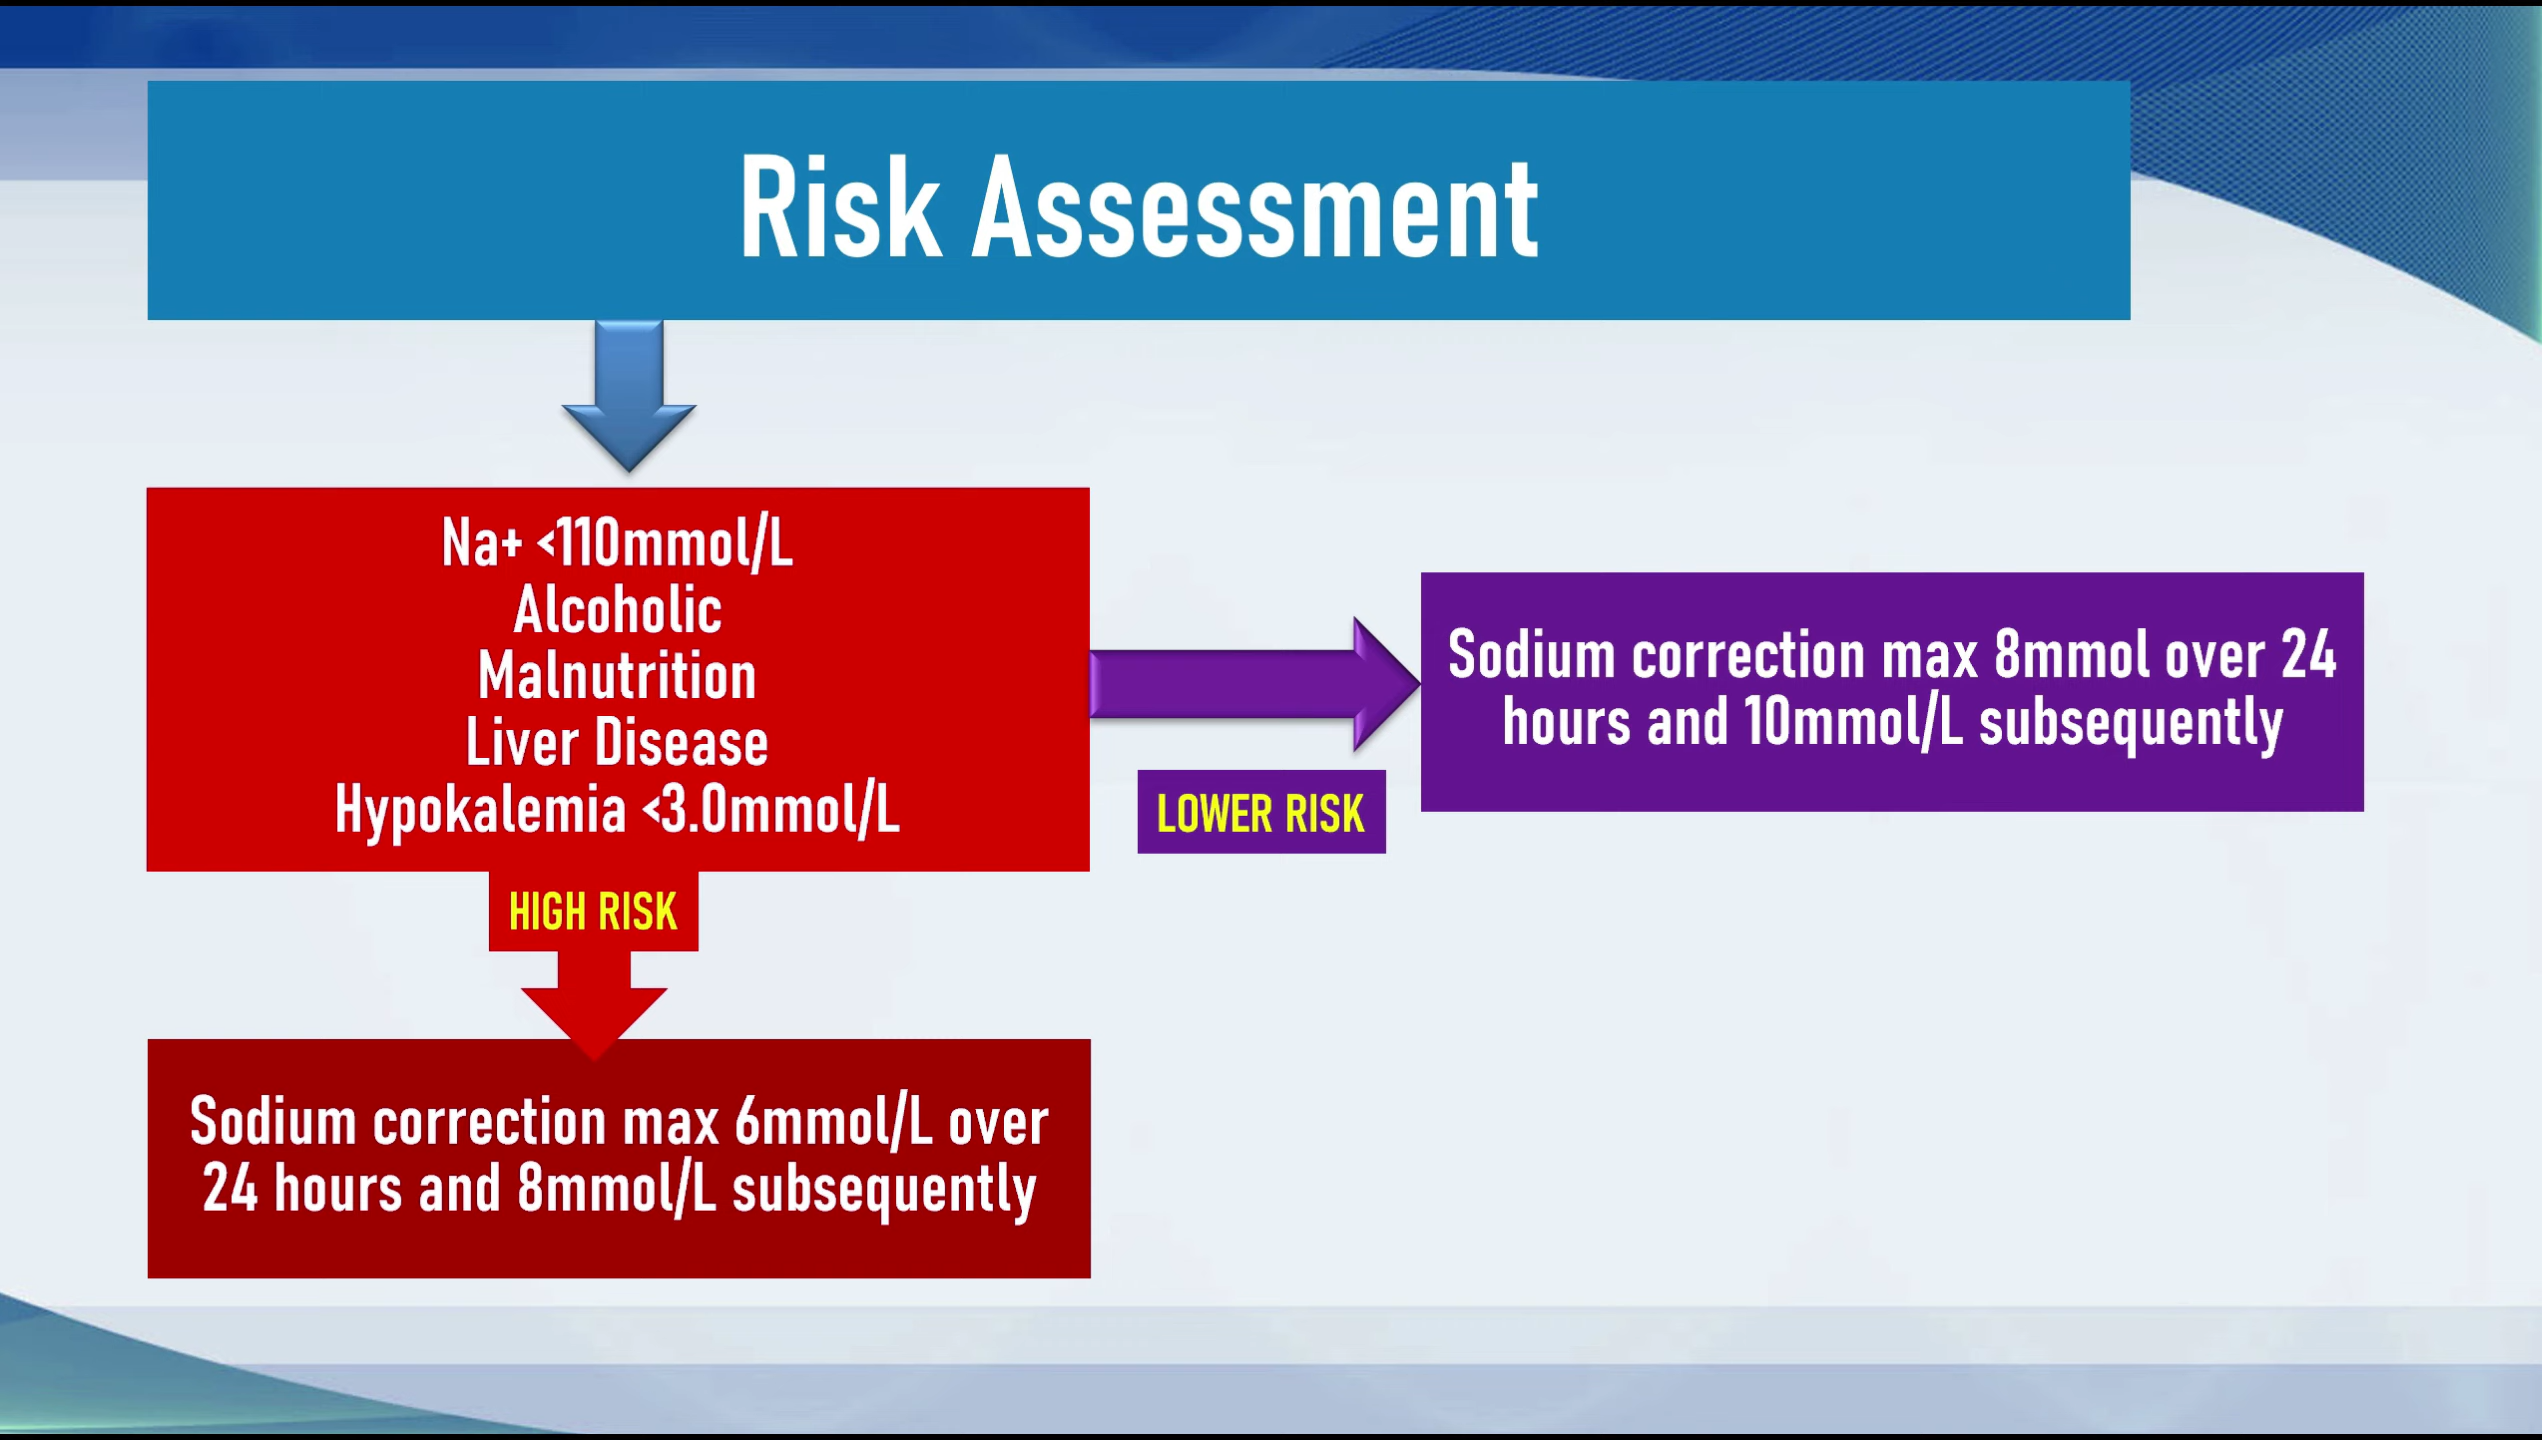 Risk Assessment
Na+ <110mmol/L
Alcoholic
Malnutrition
Liver Disease
Hypokalemia <3.0mmol/L
LOWER RISK
Sodium correction max 8mmol over 24
hours and 10mmol/L subsequently
HIGH RISK
Sodium correction max 6mmol/L over
24 hours and 8mmol/L subsequently